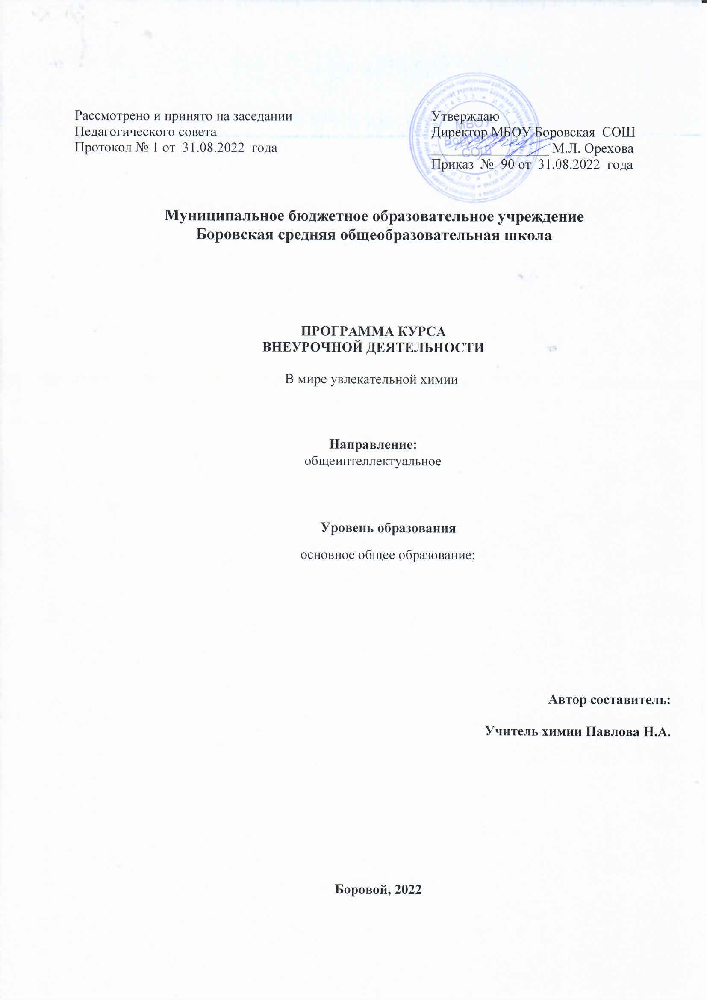 Рассмотрено и принято на заседании
Педагогического совета
Протокол № 1 от 31.08.2022 года
Утверждаю
Директор МБОУ Боровская СОШ
М.Л. Орехова
Приказ № 90 от 31.08.2022 года
МБОУ
Боровская
СОШ
Муниципальное бюджетное образовательное учреждение
Боровская средняя общеобразовательная школа
ПРОГРАММА КУРСА
ВНЕУРОЧНОЙ ДЕЯТЕЛЬНОСТИ
В мире увлекательной химии
Направление:
общеинтеллектуальное
Уровень образования
основное общее образование;
Автор составитель:
Учитель химии Павлова Н.А.
Боровой, 2022